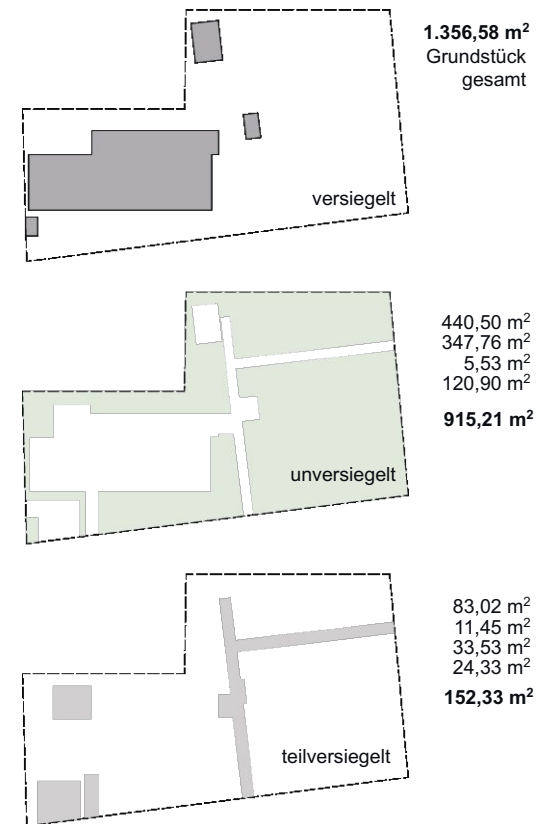 1.356,58 m²
Grundstück
gesamt
versiegelt
440,50 m²
347,76 m²
5,53 m²
120,90 m²
915,21 m²
unversiegelt
83,02 m²
11,45 m²
33,53 m²
24,33 m²
152,33 m²
teilversiegelt